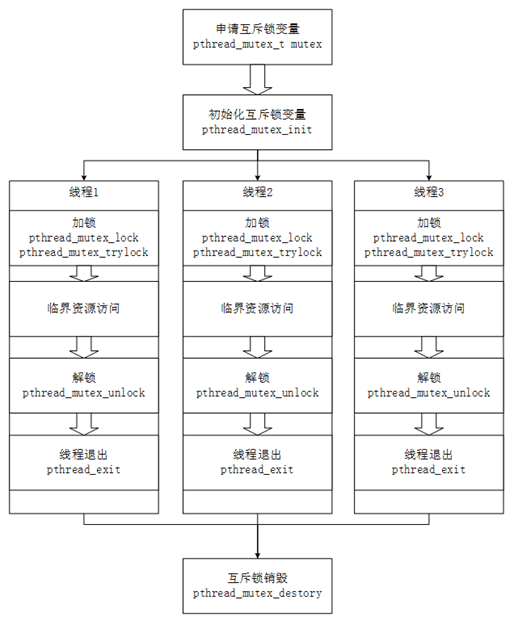 申请互斥锁变量
pthread_mutex_t mutex
初始化互斥锁变量
pthread_mutex_init
线程1
加锁
pthread_mutex_lock
pthread_mutex_trylock
临界资源访问
解锁
pthread_mutex_unlock
线程退出
pthread_exit
线程2
加锁
pthread_mutex_lock
pthread_mutex_trylock
临界资源访问
解锁
pthread_mutex_unlock
线程退出
pthread_exit
线程3
加锁
pthread_mutex_lock
pthread_mutex_trylock
临界资源访问
解锁
pthread_mutex_unlock
线程退出
pthread_exit
互斥锁销毁
pthread_mutex_destory